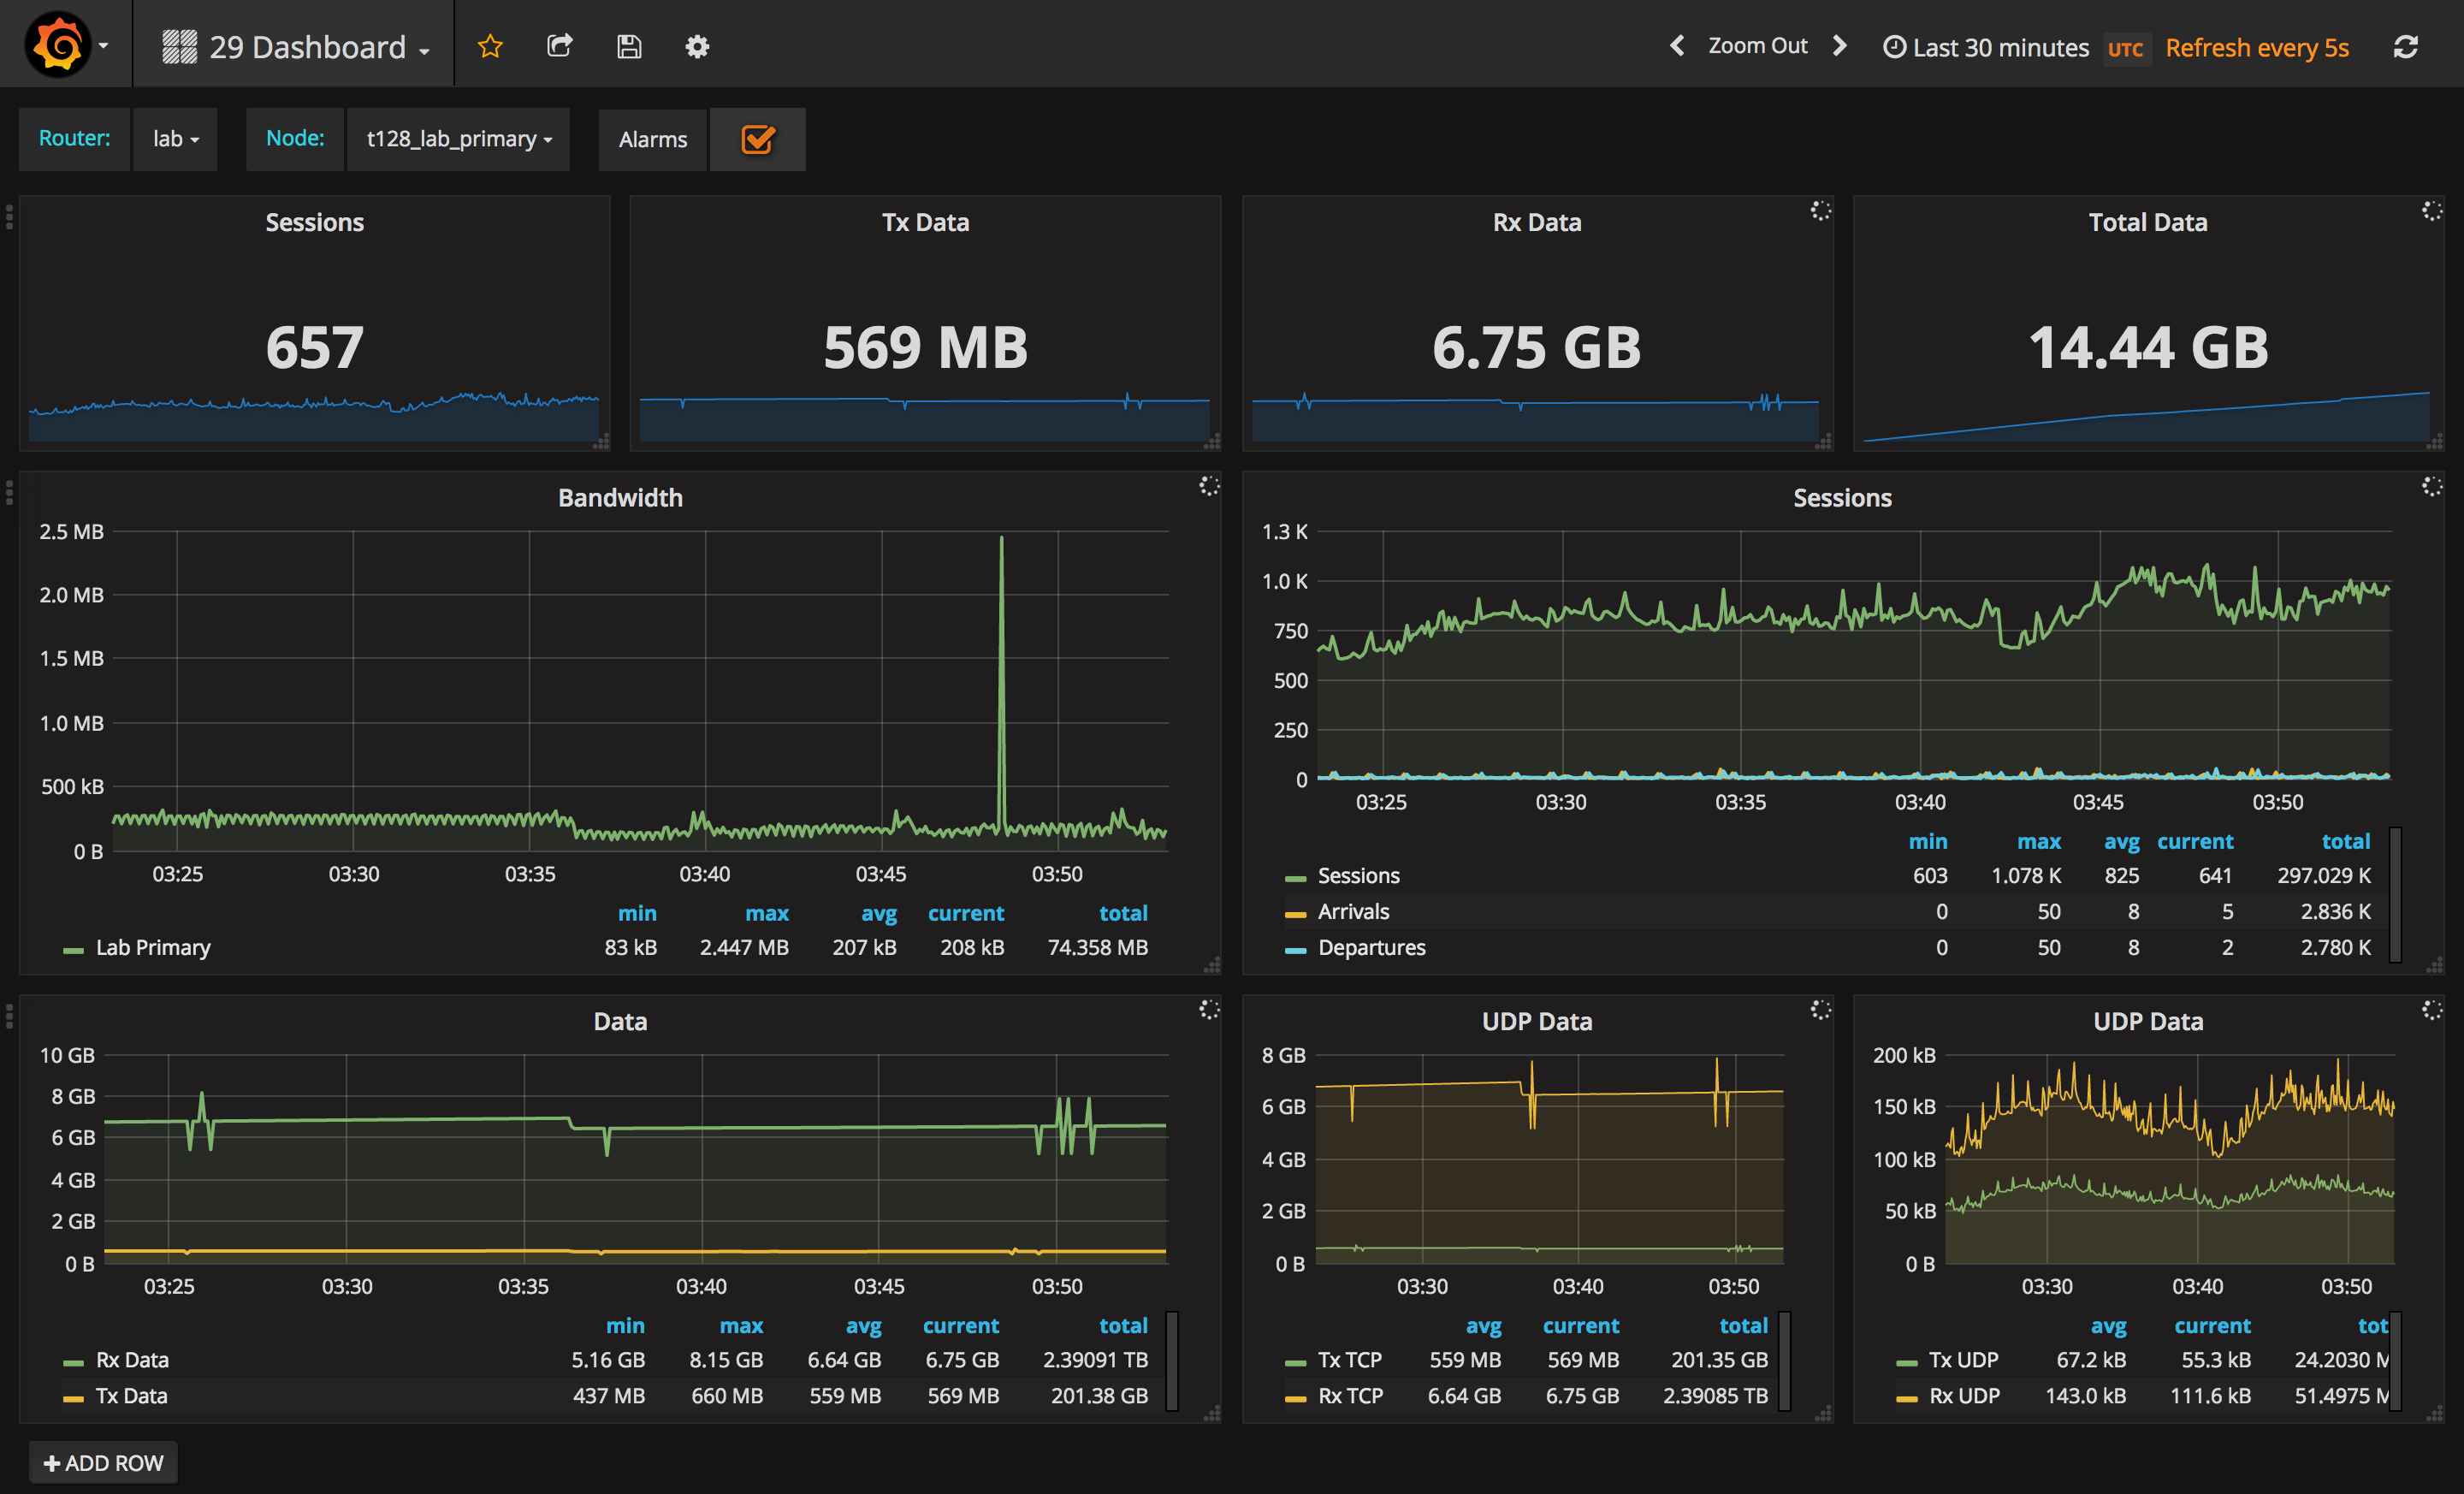 29 Dashboard
Zoom Out
Last 30 minutes UTC Refresh every 5s
Router: lab Node: t128_lab_primary Alarms
Sessions
657
Tx Data
569 MB
Rx Data
6.75 GB
Total Data
14.44 GB
Bandwidth
2.5 MB
2.0 MB
1.5 MB
1.0 MB
500 kB
0 B
03:25 03:30 03:35 03:40 03:45 03:50
min max avg current total
Lab Primary 83 kB 2.447 MB 207 kB 208 kB 74.358 MB
Sessions
1.3 K
1.0 K
750
500
250
0
03:25 03:30 03:35 03:40 03:45 03:50
min max avg current total
Sessions 603 1.078 K 825 641 297.029 K
Arrivals 0 50 8 5 2.836 K
Departures 0 50 8 2 2.780 K
Data
10 GB
8 GB
6 GB
4 GB
2 GB
0 B
03:25 03:30 03:35 03:40 03:45 03:50
min max avg current total
Rx Data 5.16 GB 8.15 GB 6.64 GB 6.75 GB 2.39091 TB
Tx Data 437 MB 660 MB 559 MB 569 MB 201.38 GB
UDP Data
8 GB
6 GB
4 GB
2 GB
0 B
03:30 03:40 03:50
avg current total
Tx TCP 559 MB 569 MB 201.35 GB
Rx TCP 6.64 GB 6.75 GB 2.39085 TB
UDP Data
200 kB
150 kB
100 kB
50 kB
0 B
03:30 03:40 03:50
avg current tot
Tx UDP 67.2 kB 55.3 kB 24.2030 M
Rx UDP 143.0 kB 111.6 kB 51.4975 M
ADD ROW